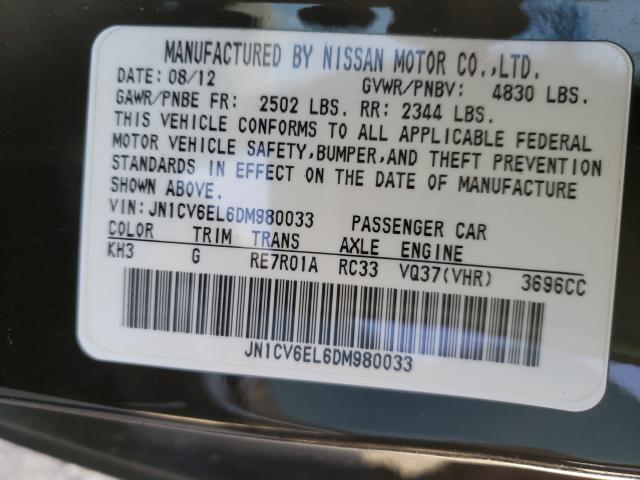 MANUFACTURED BY NISSAN MOTOR CO.,LTD.
DATE: 08/12 GVWR/PNBV: 4830 LBS.
GAWR/PNBE FR: 2502 LBS. RR: 2344 LBS.
THIS VEHICLE CONFORMS TO ALL APPLICABLE FEDERAL
MOTOR VEHICLE SAFETY,BUMPER,AND THEFT PREVENTION
STANDARDS IN EFFECT ON THE DATE OF MANUFACTURE
SHOWN ABOVE.
VIN:JN1CV6EL6DM980033 PASSENGER CAR
COLOR TRIM TRANS AXLE ENGINE
KH3 G RE7R01A RC33 VQ37(VHR) 3696CC
JN1CV6EL6DM980033